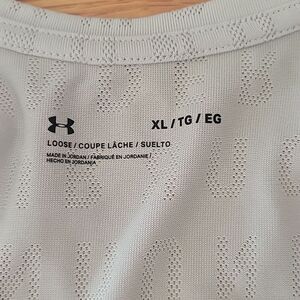 XL / TG / EG
LOOSE / COUPE LÂCHE / SUELTO
MADE IN JORDAN / FABRIQUÉ EN JORDANIE /
HECHO EN JORDANIA